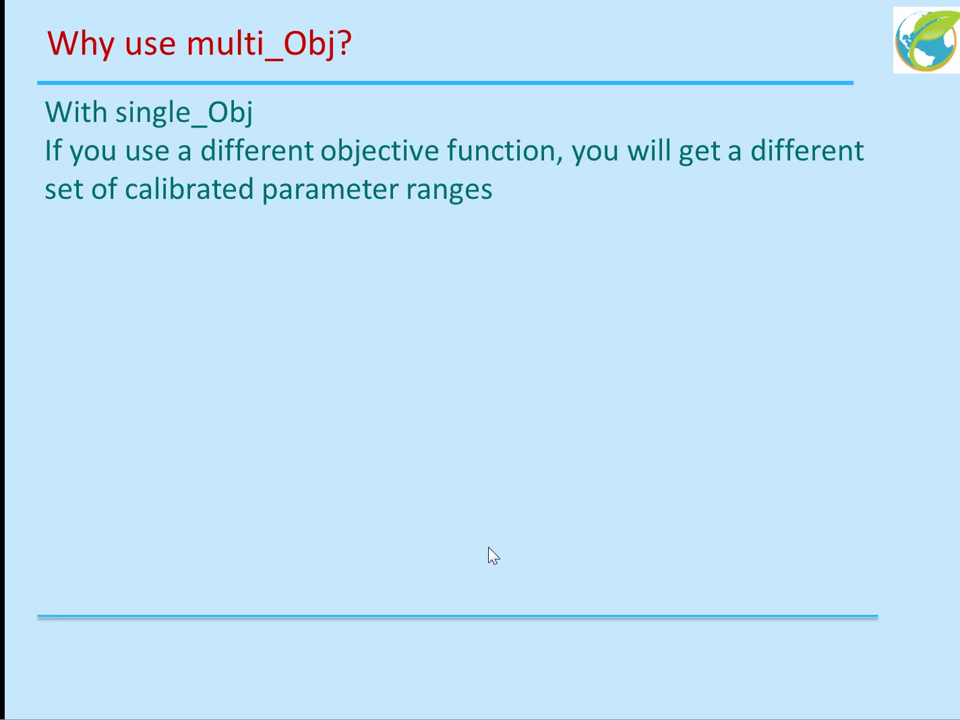 Why use multi_Obj?
With single_Obj
If you use a different objective function, you will get a different
set of calibrated parameter ranges